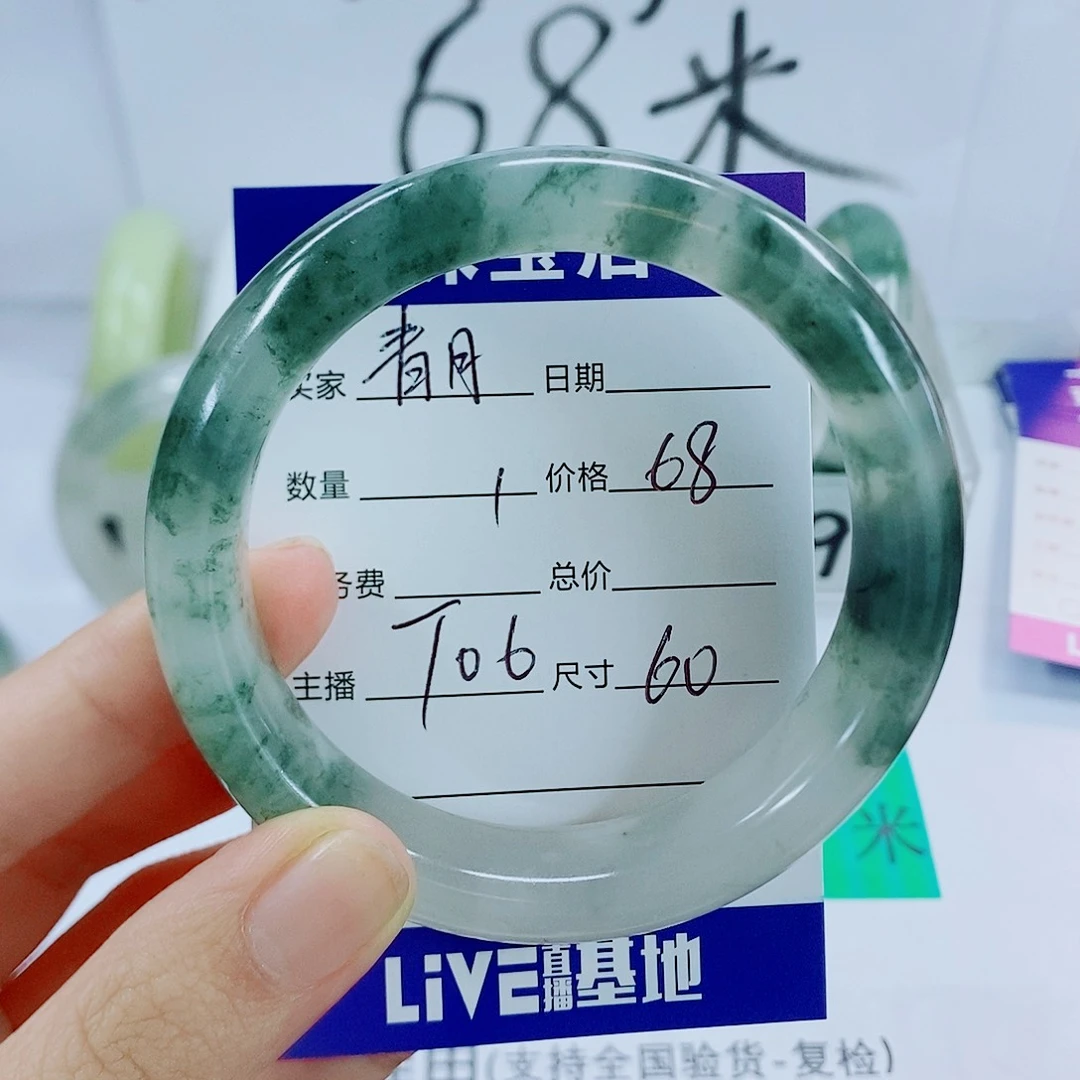 68米
买家 青月 日期
数量 1 价格 68
务费 总价
主播 T06 尺寸 60
9
米
LiVE直播基地
(支持全国验货-复检)